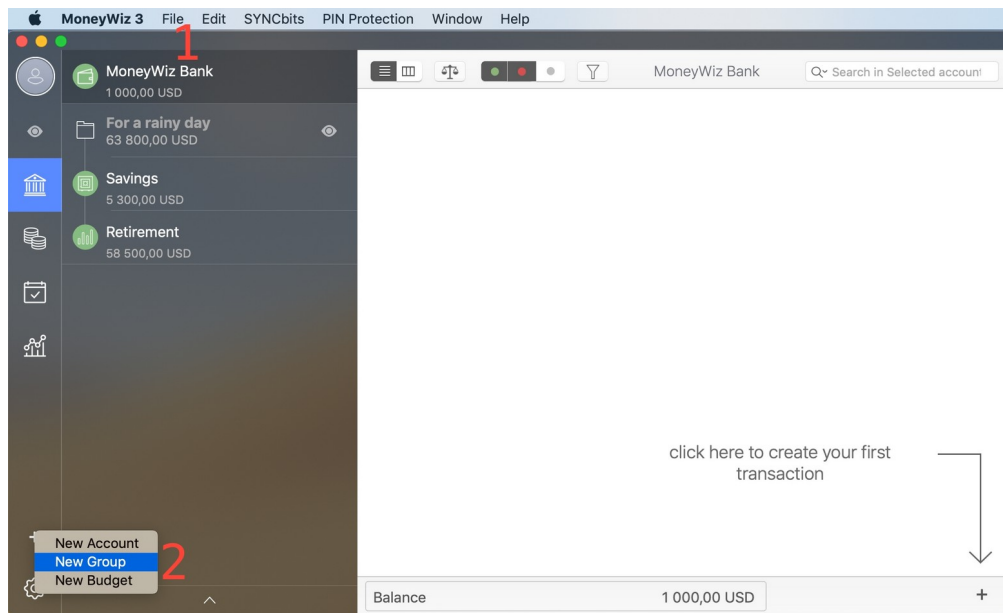 MoneyWiz 3 File Edit SYNCbits PIN Protection Window Help
1
MoneyWiz Bank
1 000,00 USD
MoneyWiz Bank
Search in Selected account
For a rainy day
63 800,00 USD
Savings
5 300,00 USD
Retirement
58 500,00 USD
click here to create your first
transaction
New Account
New Group
New Budget
2
Balance 1 000,00 USD